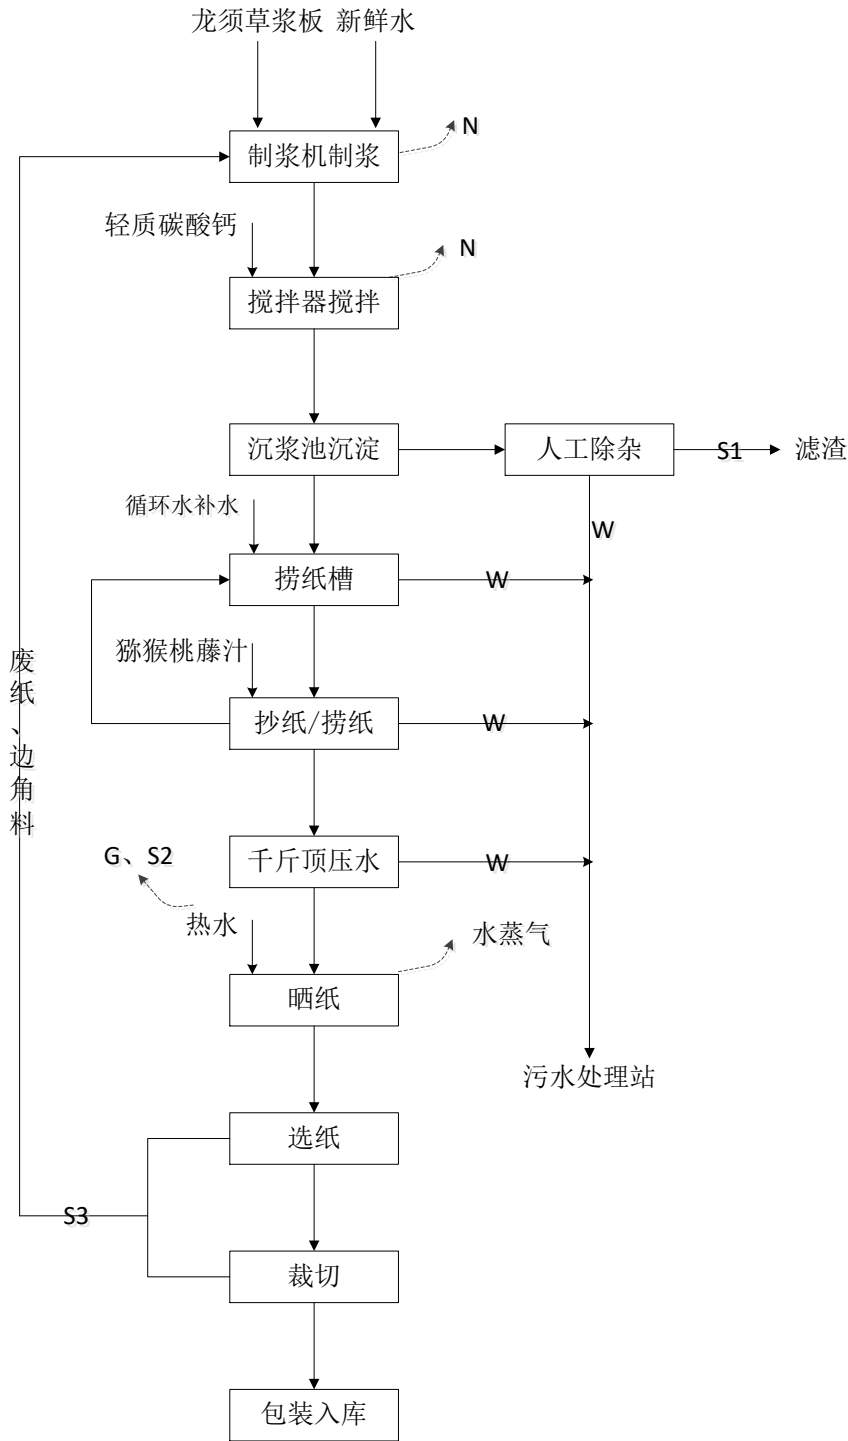 龙须草浆板 新鲜水
N
制浆机制浆
轻质碳酸钙
N
搅拌器搅拌
沉浆池沉淀
人工除杂
S1
滤渣
循环水补水
W
捞纸槽
W
猕猴桃藤汁
废纸、边角料
抄纸/捞纸
W
千斤顶压水
W
G、S2
热水
水蒸气
晒纸
污水处理站
选纸
S3
裁切
包装入库